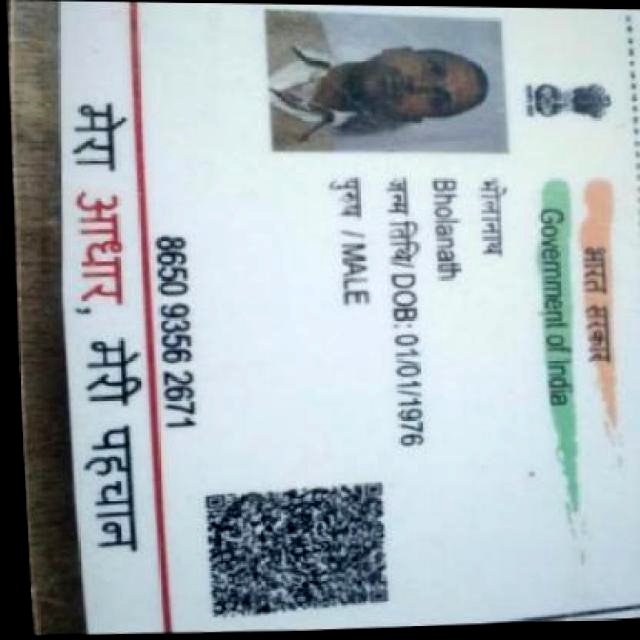 भारत सरकार
Government of India
भोलानाथ
Bholanath
जन्म तिथि/ DOB: 01/01/1976
पुरुष / MALE
8650 9356 2671
मेरा आधार, मेरी पहचान